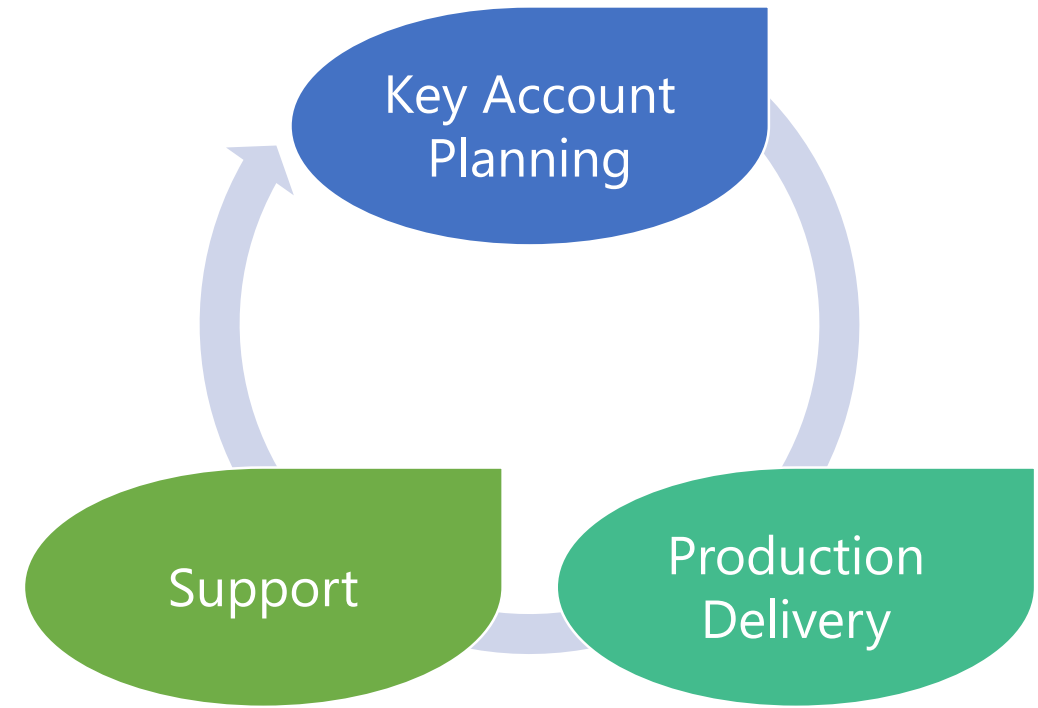 Key Account
Planning
Production
Delivery
Support